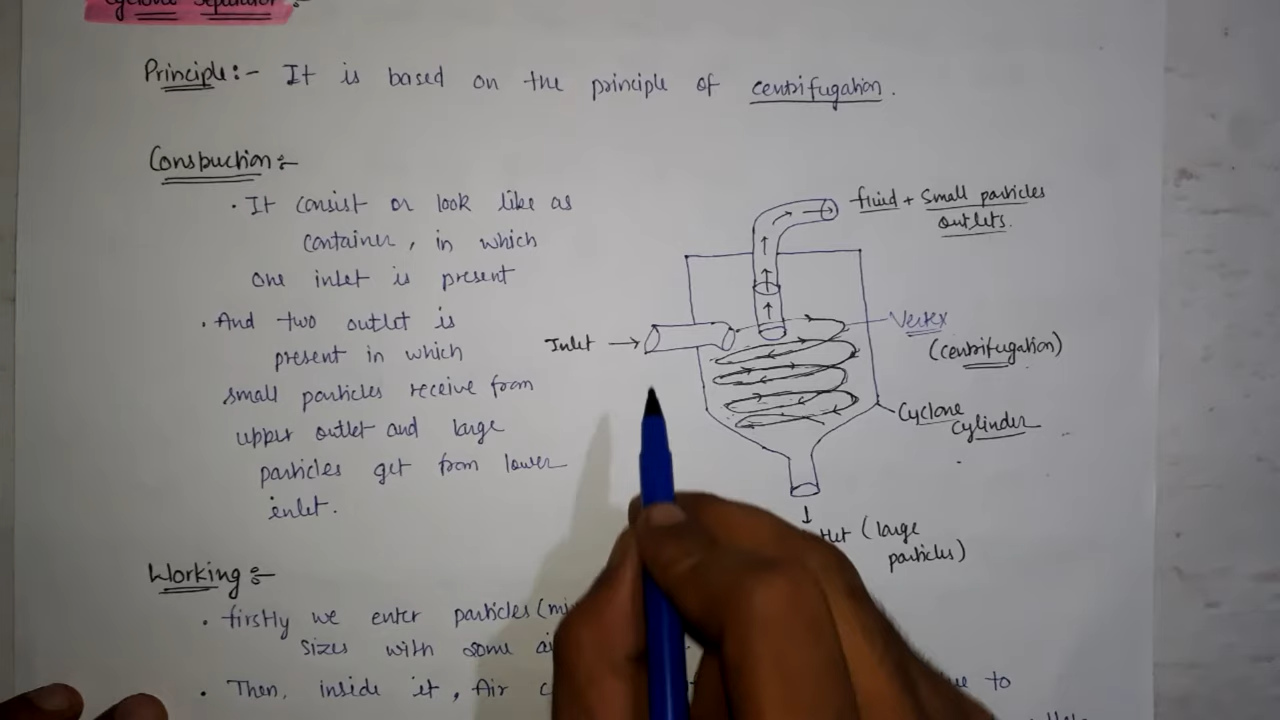 Cyclone Separator :-
Principle:- It is based on the principle of centrifugation.
Consbuction:-
• It consist or look like as
container, in which
one inlet is present
• And two outlet is
present in which
small particles receive from
upper outlet and large
particles get from lower
inlet.
fluid + Small particles
outlets.
Inlet →
Vertex
(centrifugation)
Cyclone
Cylinder
(large
particles)
Working:-
• firstly we enter particles
sizes with some
• Then, inside it, Air
to